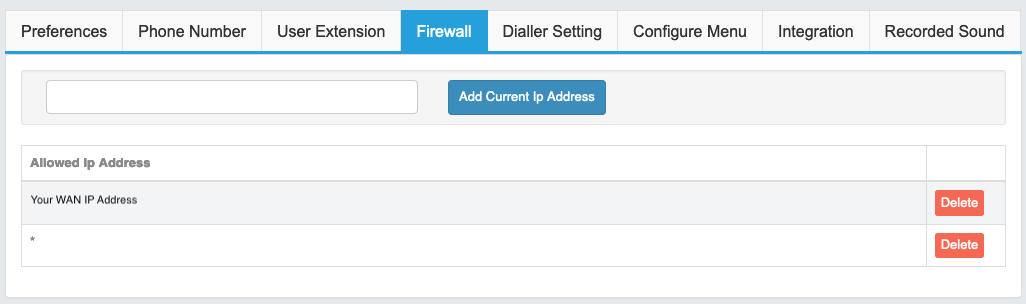 Preferences Phone Number User Extension Firewall Dialler Setting Configure Menu Integration Recorded Sound
Add Current Ip Address
Allowed Ip Address
Your WAN IP Address Delete
* Delete